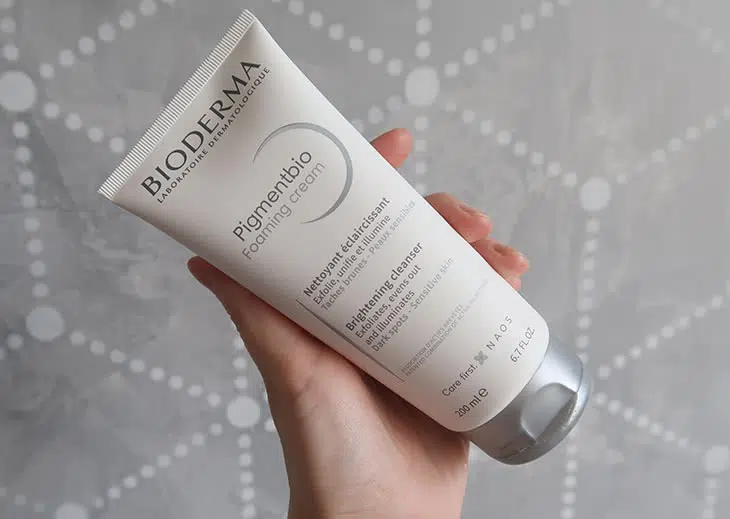 BIODERMA
LABORATOIRE DERMATOLOGIQUE
Pigmentbio
Foaming cream
Nettoyant éclaircissant
Exfolie, unifie et illumine
Taches brunes - Peaux sensibles
Brightening cleanser
Exfoliates, evens out
and illuminates
Dark spots - Sensitive skin
Care first. NAOS
200 ml e 6.7 FL.OZ.